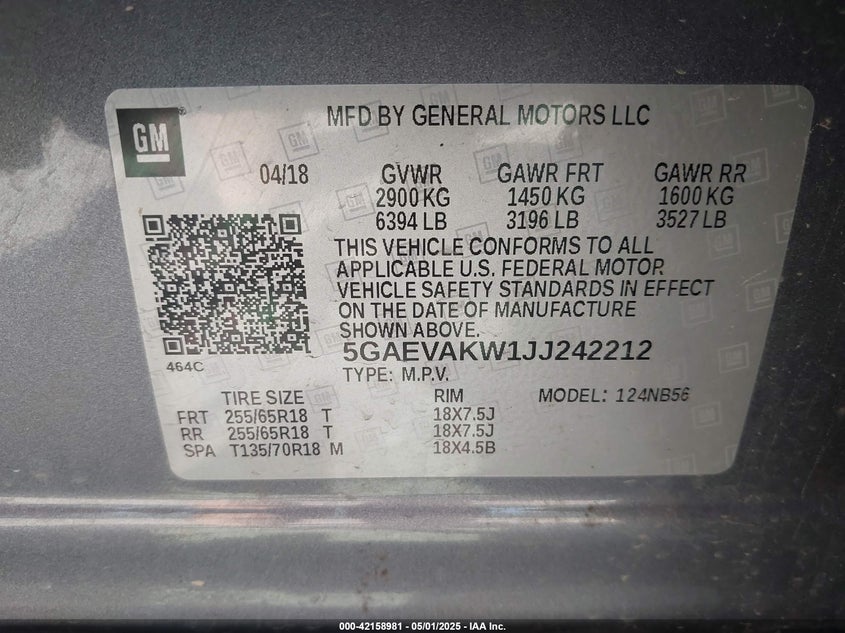 GM
MFD BY GENERAL MOTORS LLC
04/18 GVWR GAWR FRT GAWR RR
2900 KG 1450 KG 1600 KG
6394 LB 3196 LB 3527 LB
THIS VEHICLE CONFORMS TO ALL
APPLICABLE U.S. FEDERAL MOTOR
VEHICLE SAFETY STANDARDS IN EFFECT
ON THE DATE OF MANUFACTURE
SHOWN ABOVE.
464C
5GAEVAKW1JJ242212
TYPE: M.P.V.
TIRE SIZE RIM MODEL: 124NB56
FRT 255/65R18 T 18X7.5J
RR 255/65R18 T 18X7.5J
SPA T135/70R18 M 18X4.5B
000-42158981 - 05/01/2025 - IAA Inc.